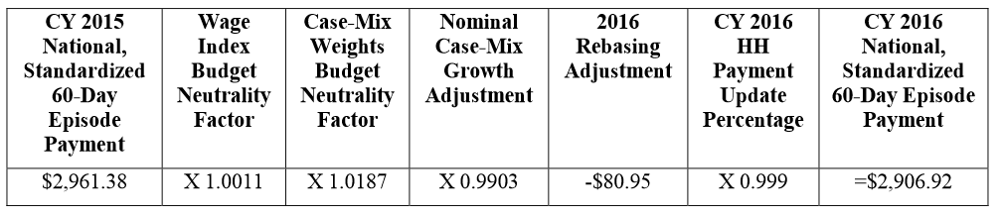 CY 2015
National,
Standardized
60-Day
Episode
Payment
Wage
Index
Budget
Neutrality
Factor
Case-Mix
Weights
Budget
Neutrality
Factor
Nominal
Case-Mix
Growth
Adjustment
2016
Rebasing
Adjustment
CY 2016
HH
Payment
Update
Percentage
CY 2016
National,
Standardized
60-Day Episode
Payment
$2,961.38
X 1.0011
X 1.0187
X 0.9903
-$80.95
X 0.999
=$2,906.92